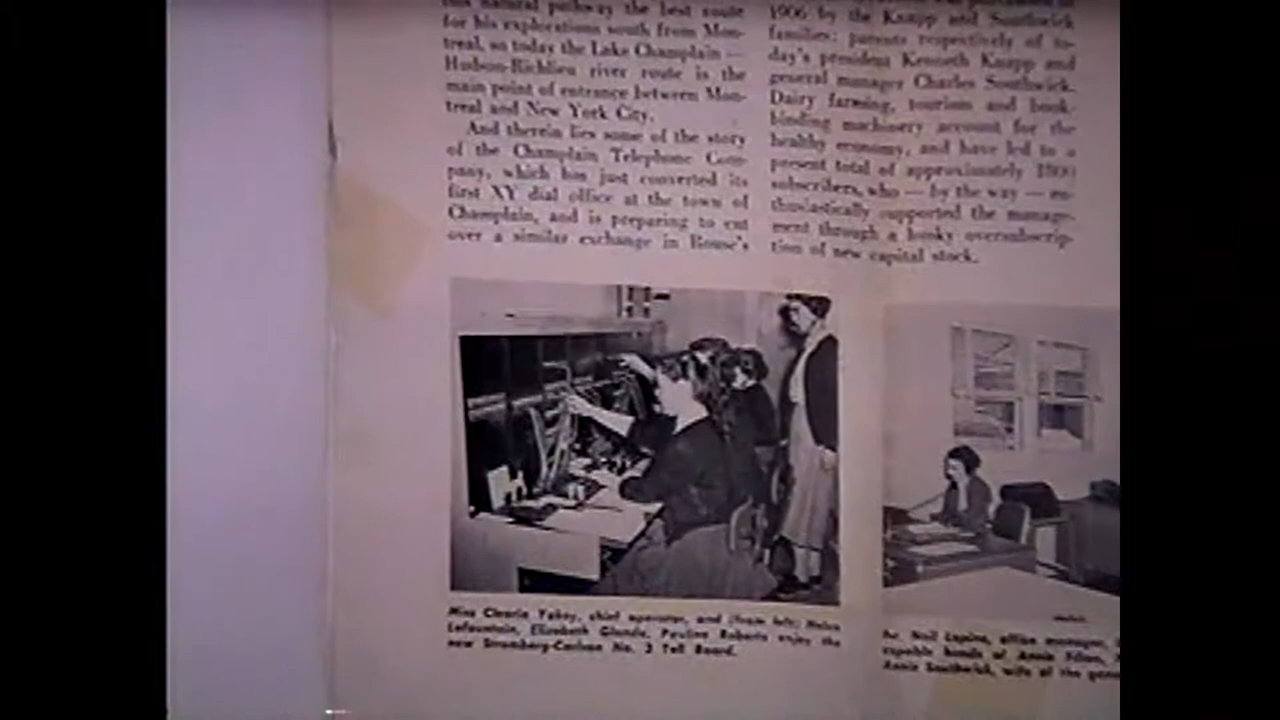 this natural pathway the best route
for his explorations south from Mon-
treal, so today the Lake Champlain —
Hudson-Richlieu river route is the
main point of entrance between Mon-
treal and New York City.
And therein lies some of the story
of the Champlain Telephone Com-
pany, which has just converted its
first XY dial office at the town of
Champlain, and is preparing to cut
over a similar exchange in Rouse's
1906 by the Knapp and Southwick
families; parents respectively of to-
day's president Kenneth Knapp and
general manager Charles Southwick.
Dairy farming, tourism and book-
binding machinery account for the
healthy economy, and have led to a
present total of approximately 1800
subscribers, who — by the way — en-
thusiastically supported the manage-
ment through a husky oversubscrip-
tion of new capital stock.
Miss Clearie Yakey, chief operator, and (from left) Helen
Lafountain, Elizabeth Glande, Pauline Roberts enjoy the
new Stromberg-Carlson No. 3 Toll Board.
Neil Lapine, office manager,
capable hands of Annie
Annie Southwick, wife of the